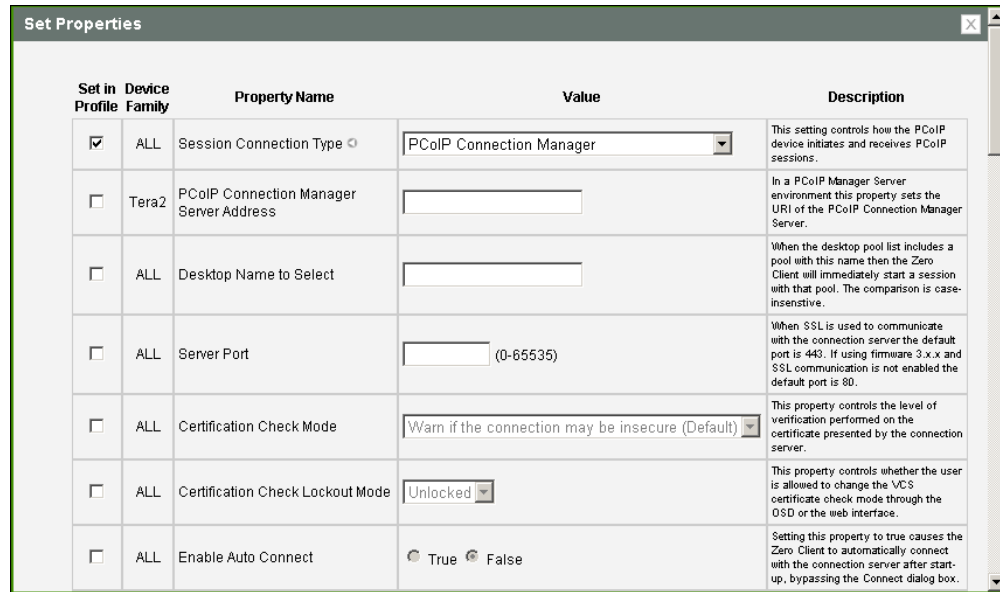 Set Properties
X
Set in Profile
Device Family
Property Name
Value
Description
ALL
Session Connection Type
PCoIP Connection Manager
This setting controls how the PCoIP
device initiates and receives PCoIP
sessions.
Tera2
PCoIP Connection Manager
Server Address
In a PCoIP Manager Server
environment this property sets the
URI of the PCoIP Connection Manager
Server.
ALL
Desktop Name to Select
When the desktop pool list includes a
pool with this name then the Zero
Client will immediately start a session
with that pool. The comparison is case-
insenstive.
ALL
Server Port
(0-65535)
When SSL is used to communicate
with the connection server the default
port is 443. If using firmware 3.x.x and
SSL communication is not enabled the
default port is 80.
ALL
Certification Check Mode
Warn if the connection may be insecure (Default)
This property controls the level of
verification performed on the
certificate presented by the connection
server.
ALL
Certification Check Lockout Mode
Unlocked
This property controls whether the user
is allowed to change the VCS
certificate check mode through the
OSD or the web interface.
ALL
Enable Auto Connect
True
False
Setting this property to true causes the
Zero Client to automatically connect
with the connection server after start-
up, bypassing the Connect dialog box.